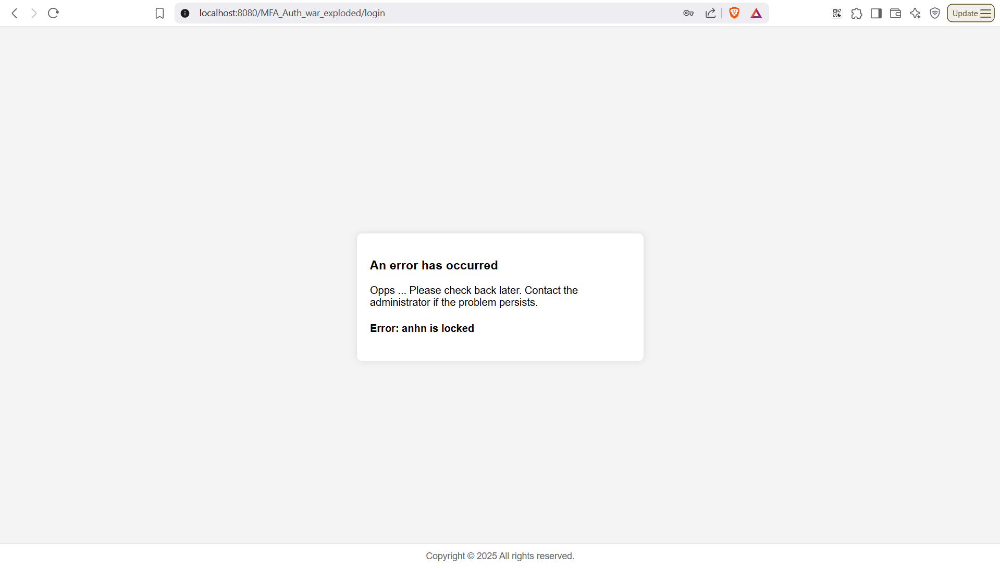 localhost:8080/MFA_Auth_war_exploded/login
Update
An error has occurred
Opps ... Please check back later. Contact the
administrator if the problem persists.
Error: anhn is locked
Copyright © 2025 All rights reserved.